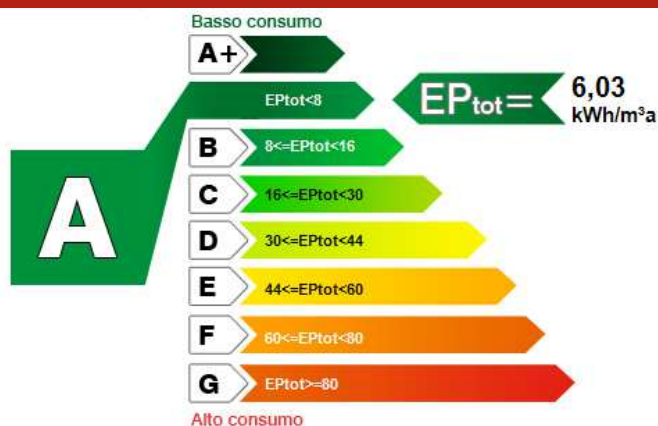 Basso consumo
A+
A
EPtot<8
EPtot=
6,03
kWh/m³a
B
8<=EPtot<16
C
16<=EPtot<30
D
30<=EPtot<44
E
44<=EPtot<60
F
60<=EPtot<80
G
EPtot>=80
Alto consumo